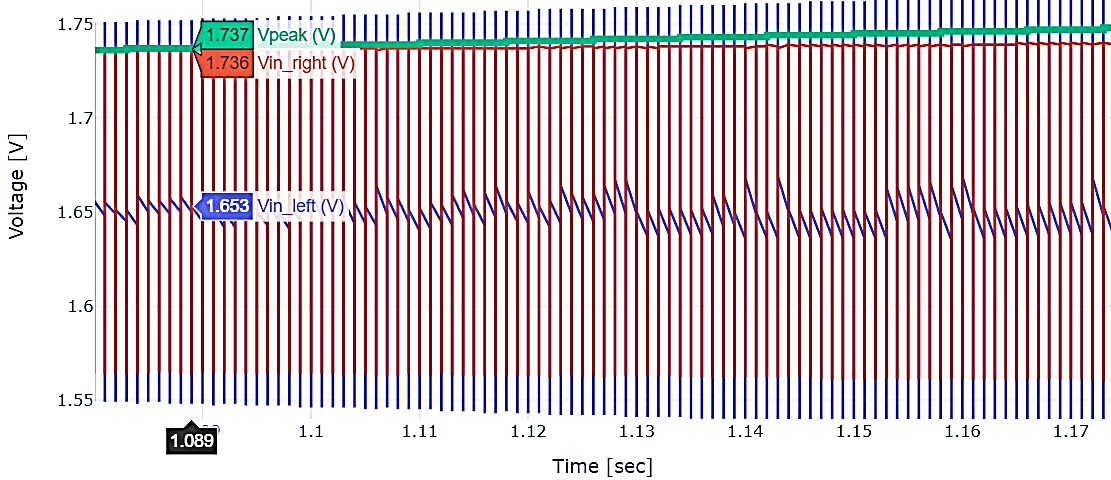 Voltage [V]
1.75
1.7
1.65
1.6
1.55
1.737 Vpeak (V)
1.736 Vin_right (V)
1.653 Vin_left (V)
1.089
1.1
1.11
1.12
1.13
1.14
1.15
1.16
1.17
Time [sec]